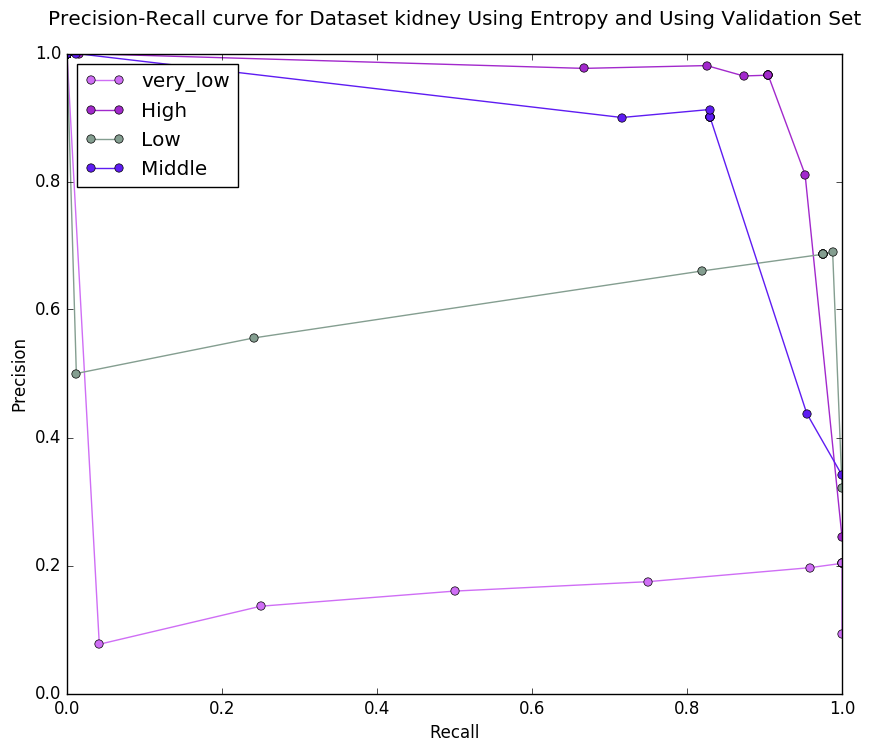 Precision-Recall curve for Dataset kidney Using Entropy and Using Validation Set
1.0
0.8
0.6
0.4
0.2
0.0
Precision
very_low
High
Low
Middle
0.0 0.2 0.4 0.6 0.8 1.0
Recall